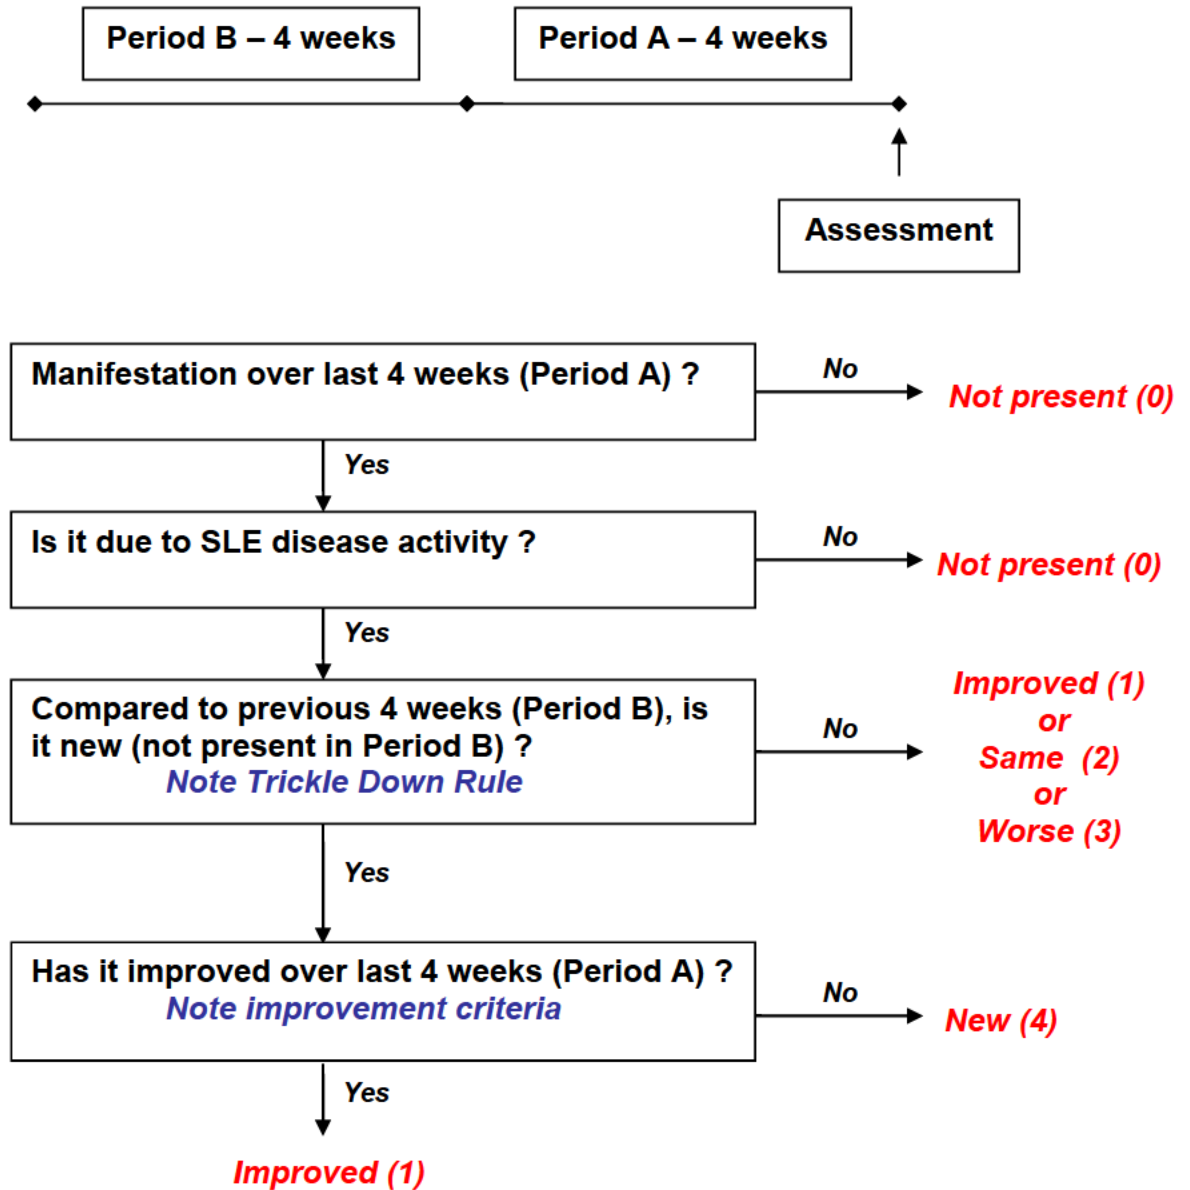 Period B – 4 weeks
Period A – 4 weeks
Assessment
Manifestation over last 4 weeks (Period A) ?
No
Not present (0)
Yes
Is it due to SLE disease activity ?
No
Not present (0)
Yes
Compared to previous 4 weeks (Period B), is
it new (not present in Period B) ?
Note Trickle Down Rule
No
Improved (1)
or
Same (2)
or
Worse (3)
Yes
Has it improved over last 4 weeks (Period A) ?
Note improvement criteria
No
New (4)
Yes
Improved (1)